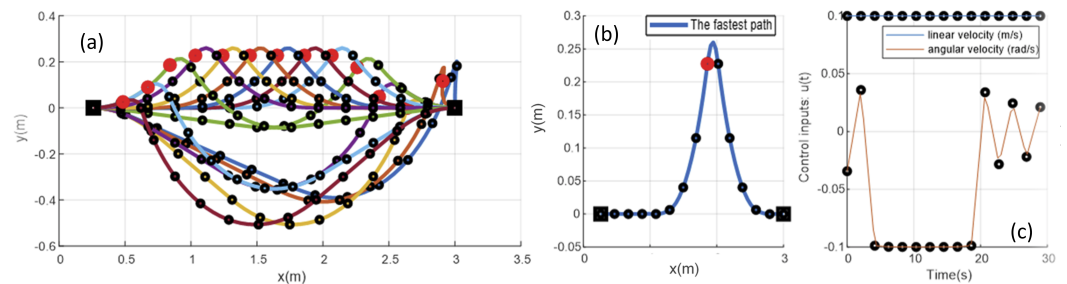 (a)
0.4
0.2
0
-0.2
-0.4
-0.6
y(m)
0
0.5
1
1.5
2
2.5
3
3.5
x(m)
(b)
The fastest path
0.3
0.25
0.2
0.15
0.1
0.05
0
-0.05
y(m)
0
3
x(m)
0.1
0.05
0
-0.05
-0.1
Control inputs: u(t)
linear velocity (m/s)
angular velocity (rad/s)
(c)
0
10
20
30
Time(s)